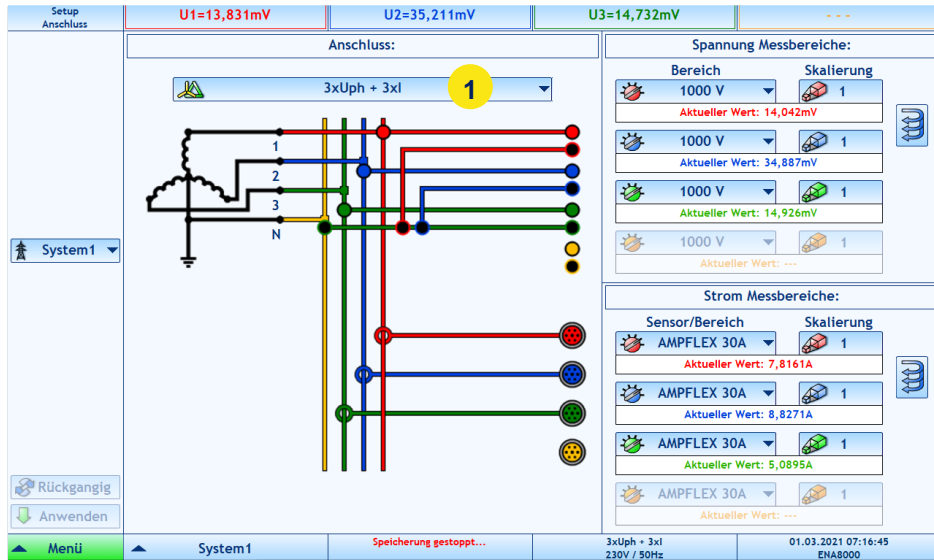 Setup
Anschluss
U1=13,831mV
U2=35,211mV
U3=14,732mV
---
Anschluss:
3xUph + 3xI
1
1
2
3
N
System1
Rückgangig
Anwenden
Spannung Messbereiche:
Bereich Skalierung
1000 V 1
Aktueller Wert: 14,042mV
1000 V 1
Aktueller Wert: 34,887mV
1000 V 1
Aktueller Wert: 14,926mV
1000 V 1
Aktueller Wert: ---
Strom Messbereiche:
Sensor/Bereich Skalierung
AMPFLEX 30A 1
Aktueller Wert: 7,8161A
AMPFLEX 30A 1
Aktueller Wert: 8,8271A
AMPFLEX 30A 1
Aktueller Wert: 5,0895A
AMPFLEX 30A 1
Aktueller Wert: ---
Menü
System1
Speicherung gestoppt...
3xUph + 3xI
230V / 50Hz
01.03.2021 07:16:45
ENA8000